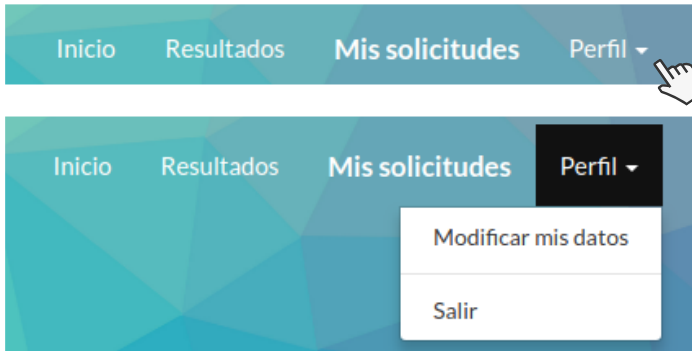 Inicio Resultados Mis solicitudes Perfil
Inicio Resultados Mis solicitudes Perfil
Modificar mis datos
Salir